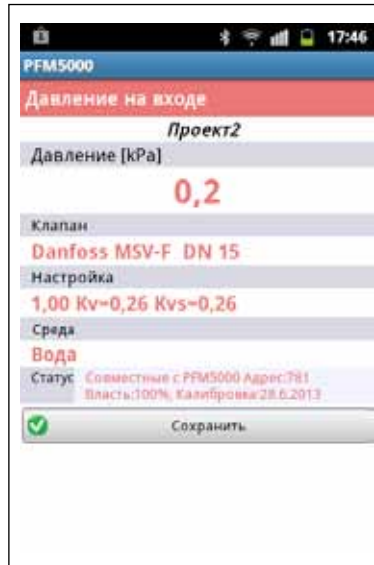 17:46
PFM5000
Давление на входе
Проект2
Давление [kPa]
0,2
Клапан
Danfoss MSV-F DN 15
Настройка
1,00 Kv=0,26 Kvs=0,26
Среда
Вода
Статус Совместные с PFM5000 Адрес:781
Власть:100%, Калибровка:28.6.2013
Сохранить